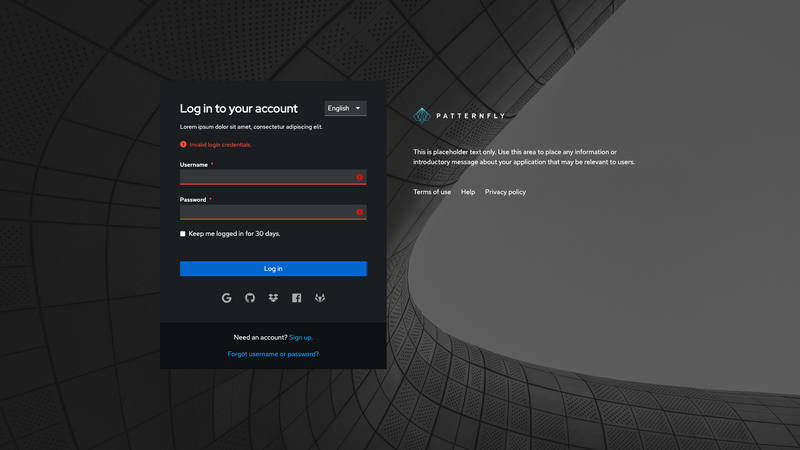 Log in to your account
English
Lorem ipsum dolor sit amet, consectetur adipiscing elit.
Invalid login credentials.
Username *
Password *
Keep me logged in for 30 days.
Log in
Need an account? Sign up.
Forgot username or password?
PATTERNFLY
This is placeholder text only. Use this area to place any information or
introductory message about your application that may be relevant to users.
Terms of use
Help
Privacy policy